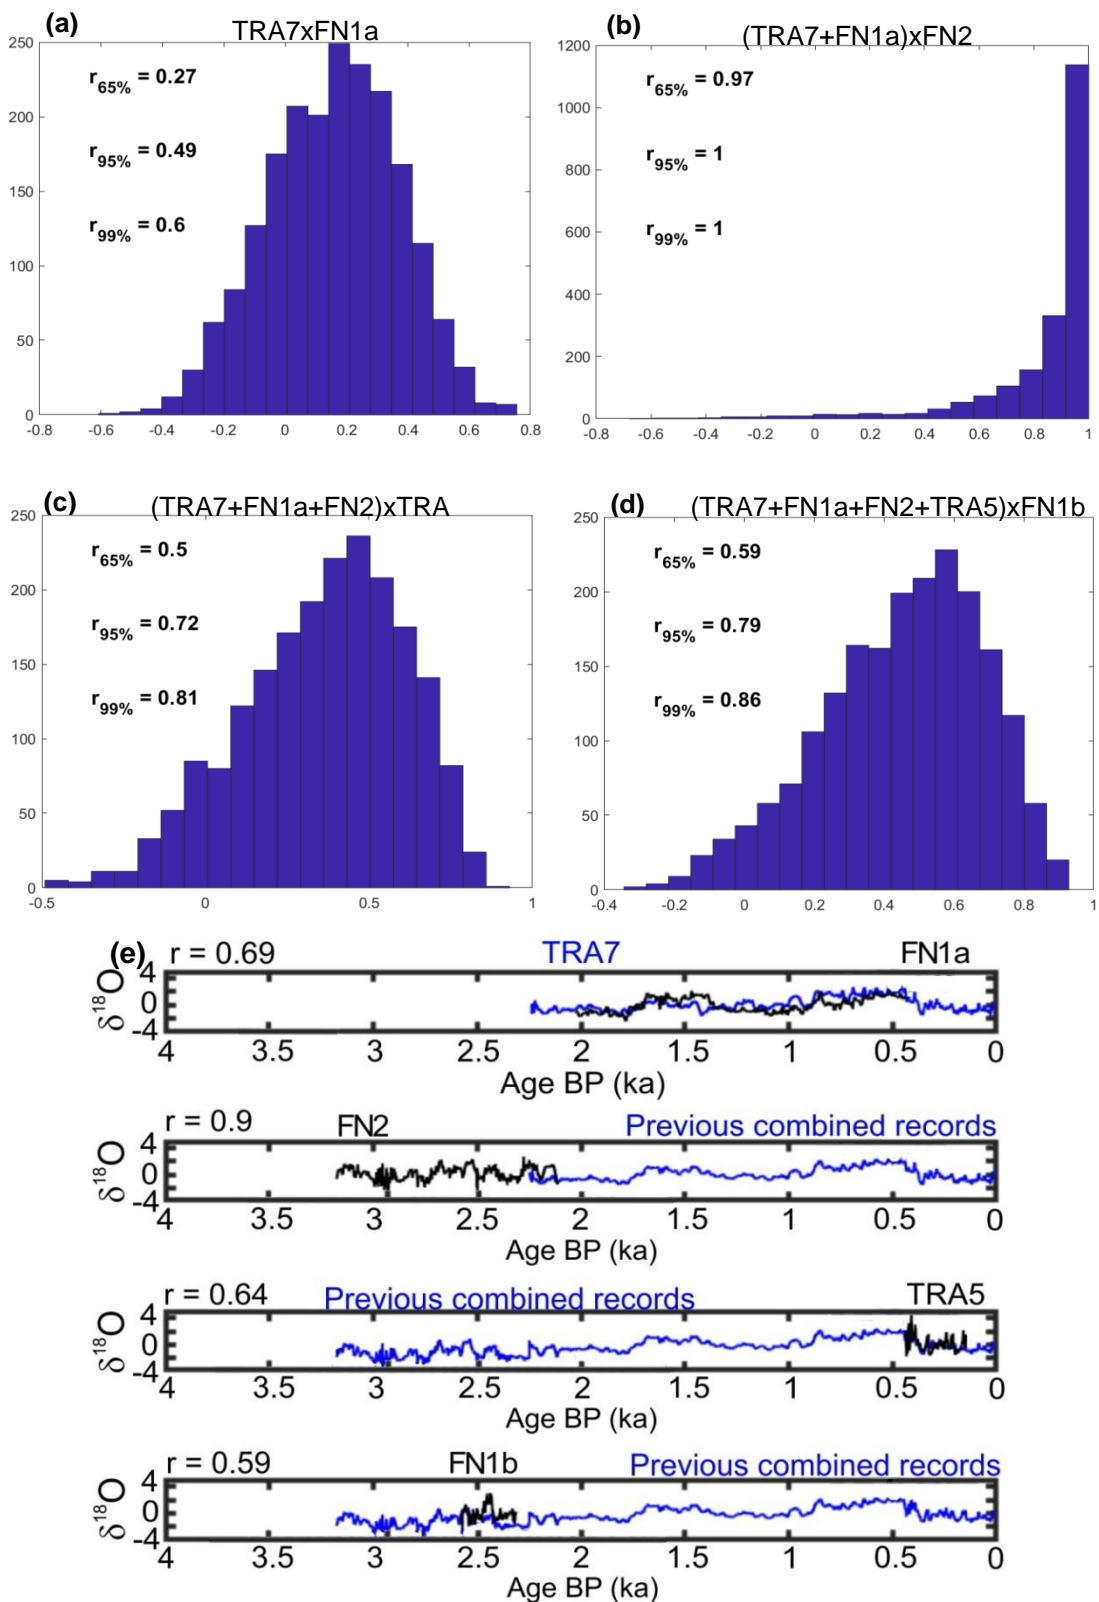 (a) TRA7xFN1a
250
200
150
100
50
0
r65% = 0.27
r95% = 0.49
r99% = 0.6
-0.8 -0.6 -0.4 -0.2 0 0.2 0.4 0.6 0.8
(b) (TRA7+FN1a)xFN2
1200
1000
800
600
400
200
0
r65% = 0.97
r95% = 1
r99% = 1
-0.8 -0.6 -0.4 -0.2 0 0.2 0.4 0.6 0.8 1
(c) (TRA7+FN1a+FN2)xTRA
250
200
150
100
50
0
r65% = 0.5
r95% = 0.72
r99% = 0.81
-0.5 0 0.5 1
(d) (TRA7+FN1a+FN2+TRA5)xFN1b
250
200
150
100
50
0
r65% = 0.59
r95% = 0.79
r99% = 0.86
-0.4 -0.2 0 0.2 0.4 0.6 0.8 1
(e) r = 0.69 TRA7 FN1a
δ18O
4
0
-4
4 3.5 3 2.5 2 1.5 1 0.5 0
Age BP (ka)
r = 0.9 FN2 Previous combined records
δ18O
4
0
-4
4 3.5 3 2.5 2 1.5 1 0.5 0
Age BP (ka)
r = 0.64 Previous combined records TRA5
δ18O
4
0
-4
4 3.5 3 2.5 2 1.5 1 0.5 0
Age BP (ka)
r = 0.59 FN1b Previous combined records
δ18O
4
0
-4
4 3.5 3 2.5 2 1.5 1 0.5 0
Age BP (ka)